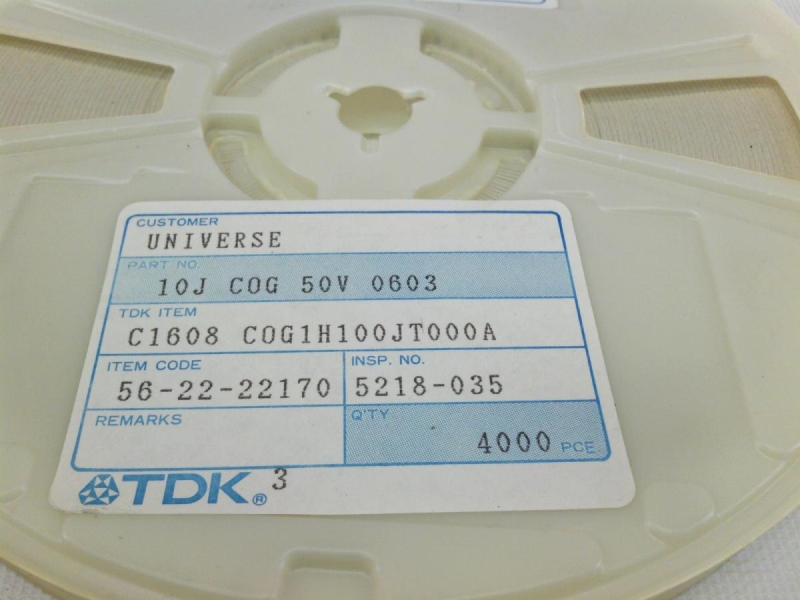 CUSTOMER
UNIVERSE
PART NO.
10J COG 50V 0603
TDK ITEM
C1608 COG1H100JT000A
ITEM CODE
56-22-22170
INSP. NO.
5218-035
REMARKS
Q'TY
4000 PCE
TDK® 3